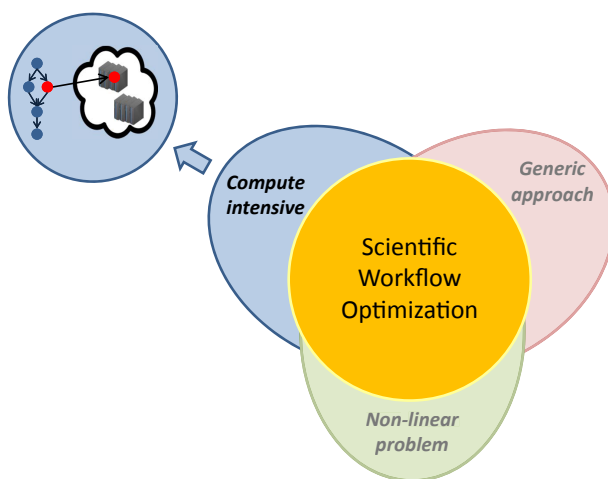 Compute
intensive
Generic
approach
Scientific
Workflow
Optimization
Non-linear
problem